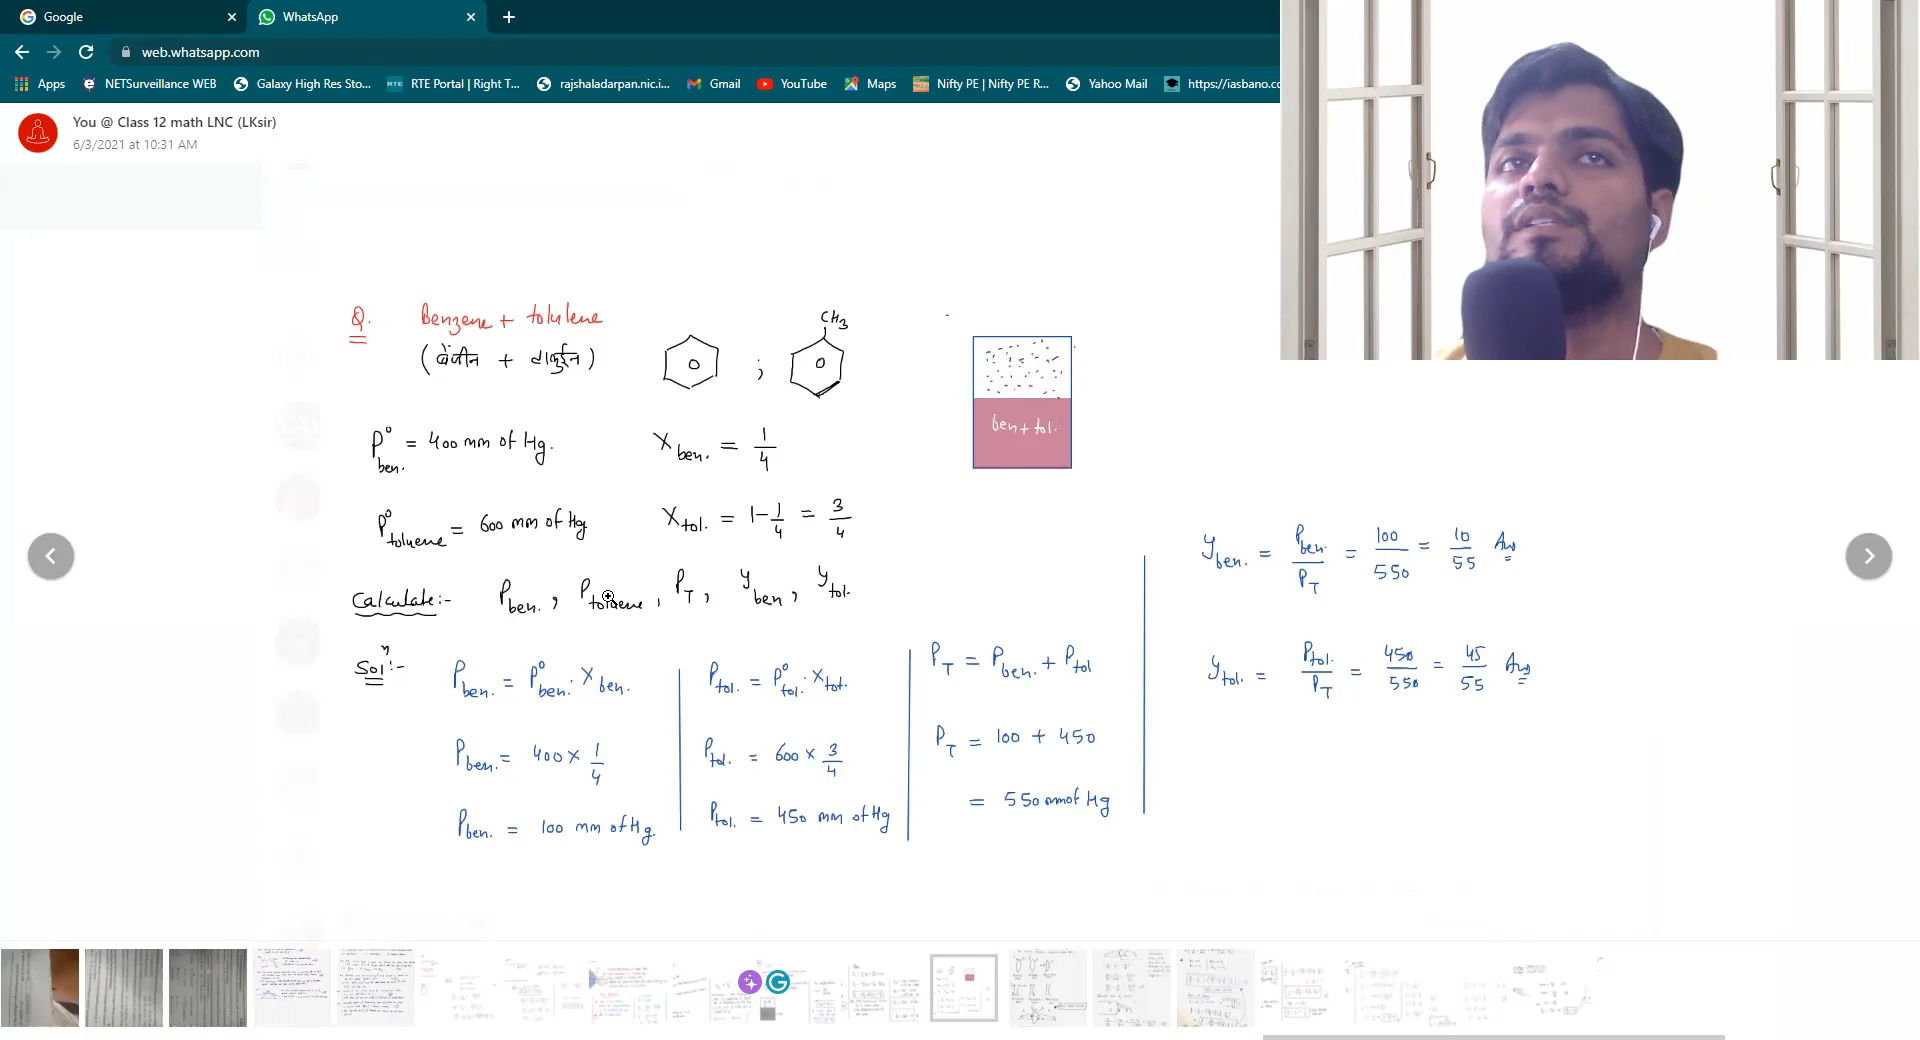 Google
WhatsApp
web.whatsapp.com
Apps NETSurveillance WEB Galaxy High Res Sto... RTE Portal | Right T... rajshaladarpan.nic.i... Gmail YouTube Maps Nifty PE | Nifty PE R... Yahoo Mail https://iasbano.co
You @ Class 12 math LNC (LKsir)
6/3/2021 at 10:31 AM
Q. Benzene + tolulene
CH₃
ben + tol.
P°ben. = 400 mm of Hg. Xben. = 1/4
P°toluene = 600 mm of Hg Xtol. = 1-1/4 = 3/4
Calculate:- Pben., Ptoluene, PT, yben, ytol.
Solⁿ:-
Pben. = P°ben. · Xben.
Pben. = 400 × 1/4
Pben. = 100 mm of Hg.
Ptol. = P°tol. · Xtol.
Ptol. = 600 × 3/4
Ptol. = 450 mm of Hg
PT = Pben. + Ptol
PT = 100 + 450
= 550 mm of Hg
yben. = Pben./PT = 100/550 = 10/55 Ans
ytol. = Ptol./PT = 450/550 = 45/55 Ans